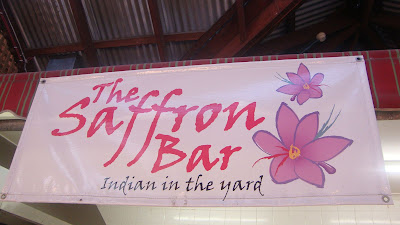 The
Saffron
Bar
Indian in the yard